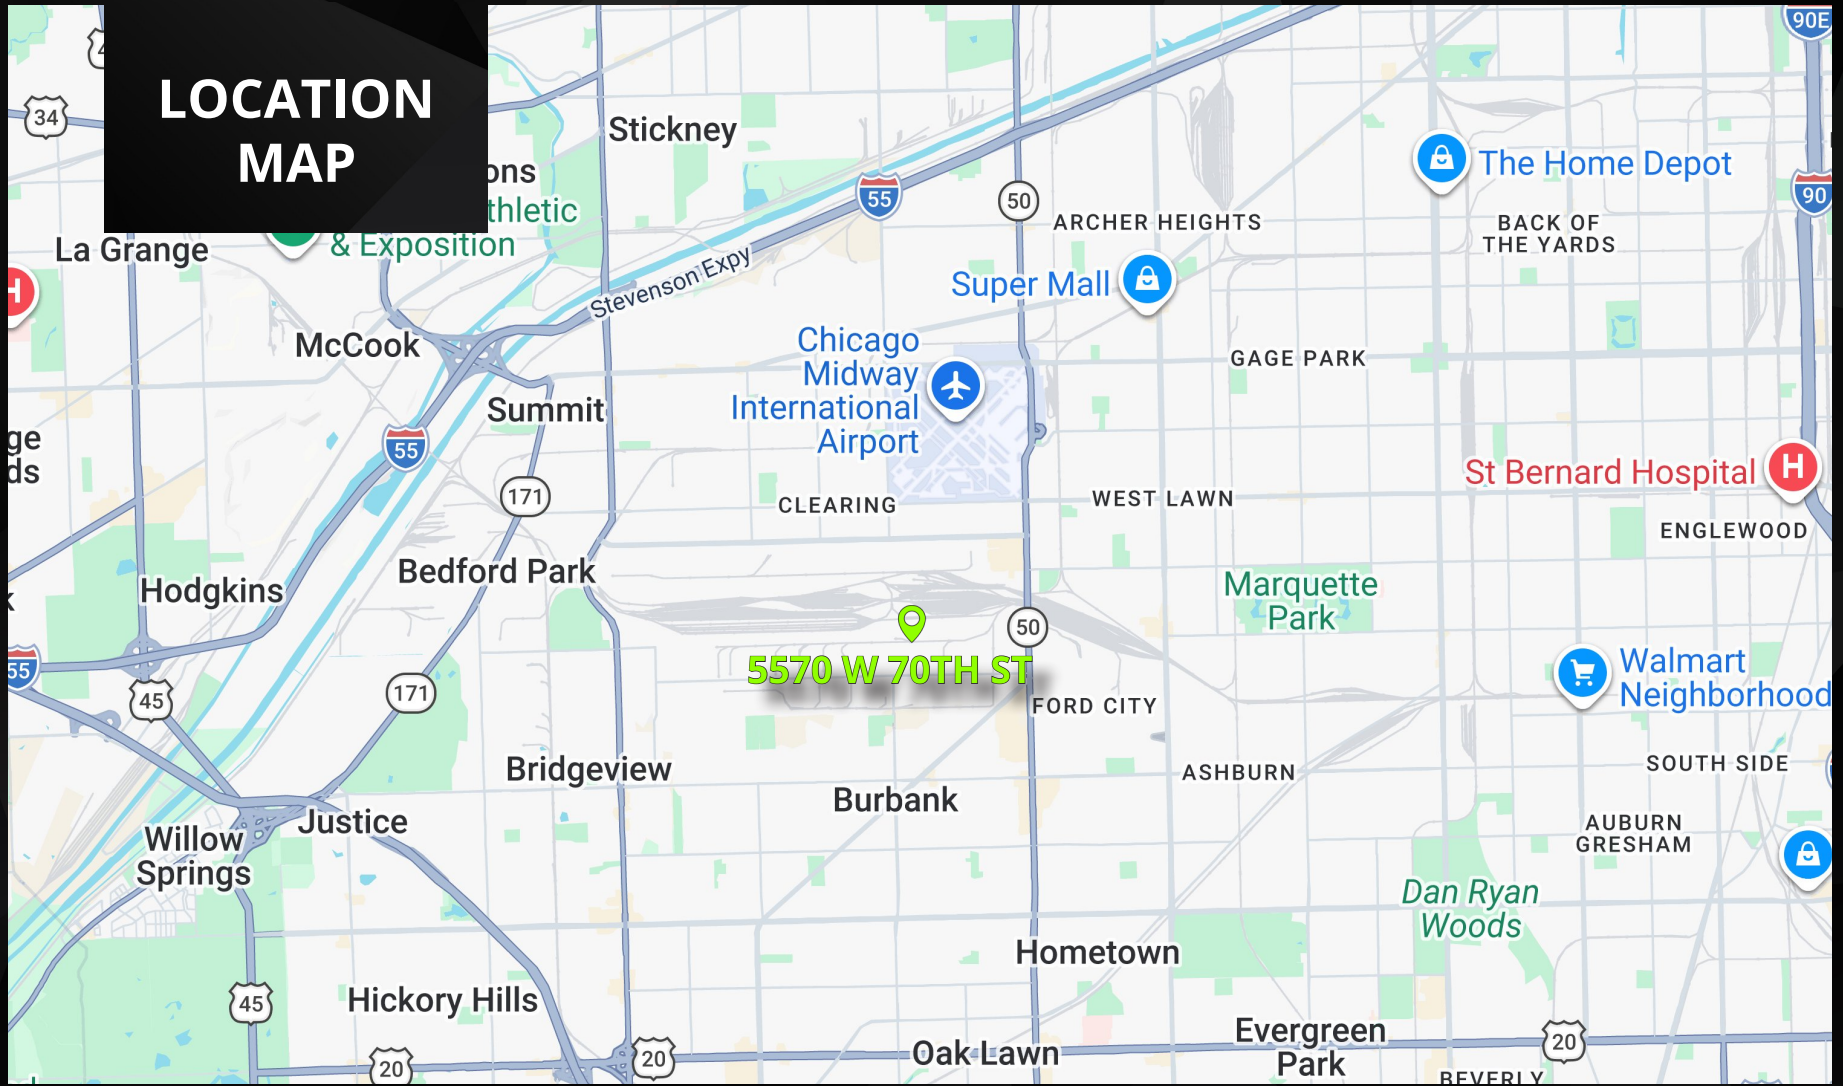 LOCATION
MAP
90E
34
Stickney
ons
thletic
& Exposition
La Grange
55
50
90
The Home Depot
ARCHER HEIGHTS
BACK OF
THE YARDS
Super Mall
Stevenson Expy
H
McCook
Chicago
Midway
International
Airport
GAGE PARK
Summit
55
ge
ds
171
CLEARING
WEST LAWN
St Bernard Hospital
H
ENGLEWOOD
Bedford Park
Hodgkins
Marquette
Park
50
5570 W 70TH ST
55
45
171
FORD CITY
Walmart
Neighborhood
Bridgeview
Burbank
ASHBURN
SOUTH SIDE
Justice
Willow
Springs
AUBURN
GRESHAM
Dan Ryan
Woods
Hometown
45
Hickory Hills
Evergreen
Park
20
20
Oak Lawn
20
BEVERLY